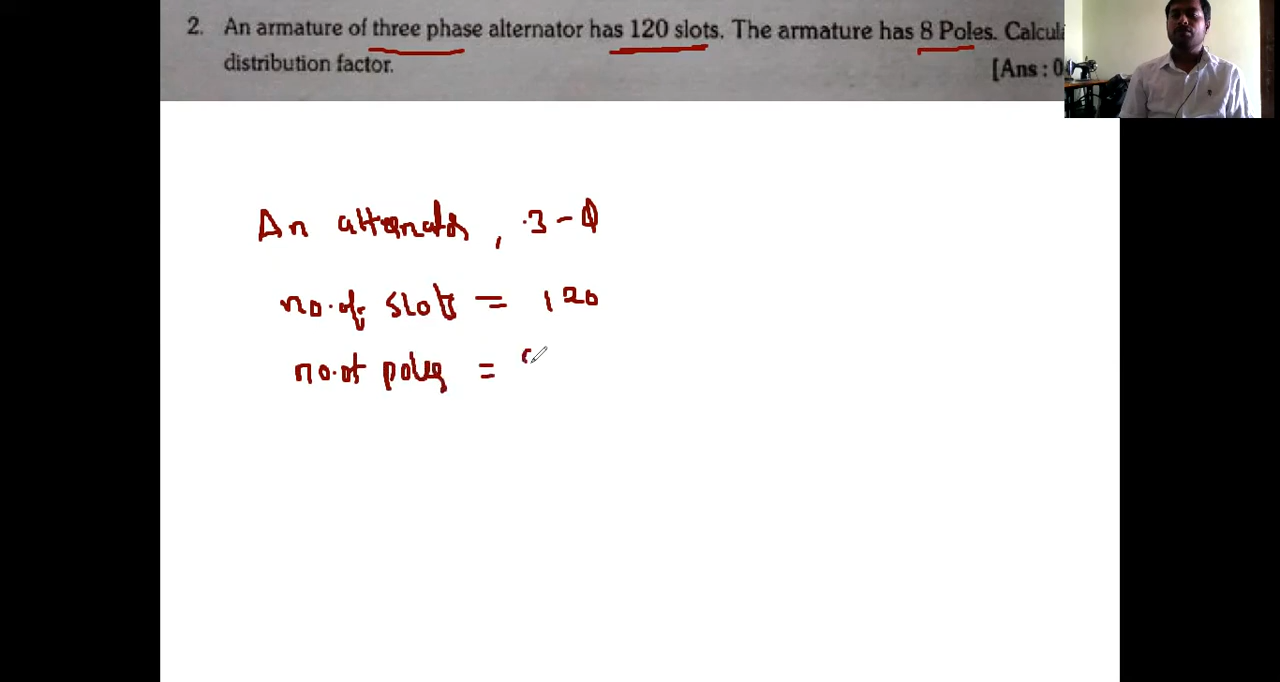 2. An armature of three phase alternator has 120 slots. The armature has 8 Poles. Calcul
distribution factor. [Ans : 0
An alternator, 3-Φ
no. of slots = 120
no. of poles =